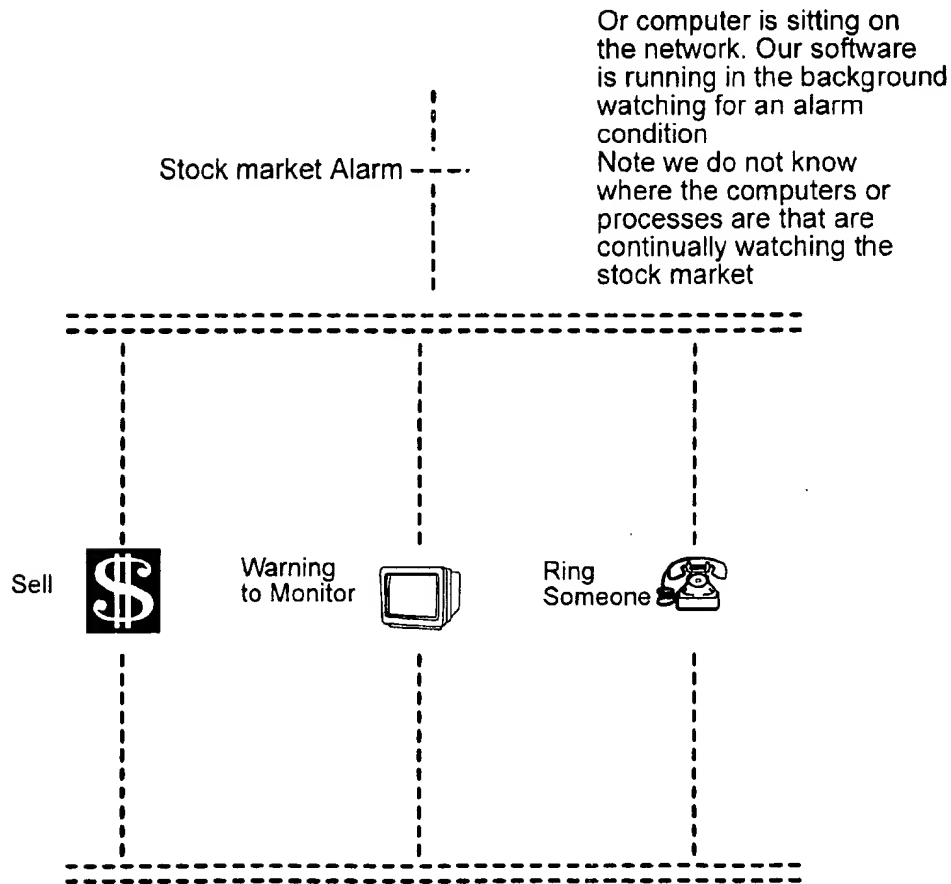 Or computer is sitting on
the network. Our software
is running in the background
watching for an alarm
condition
Note we do not know
where the computers or
processes are that are
continually watching the
stock market
Stock market Alarm
Sell
$
Warning
to Monitor
Ring
Someone